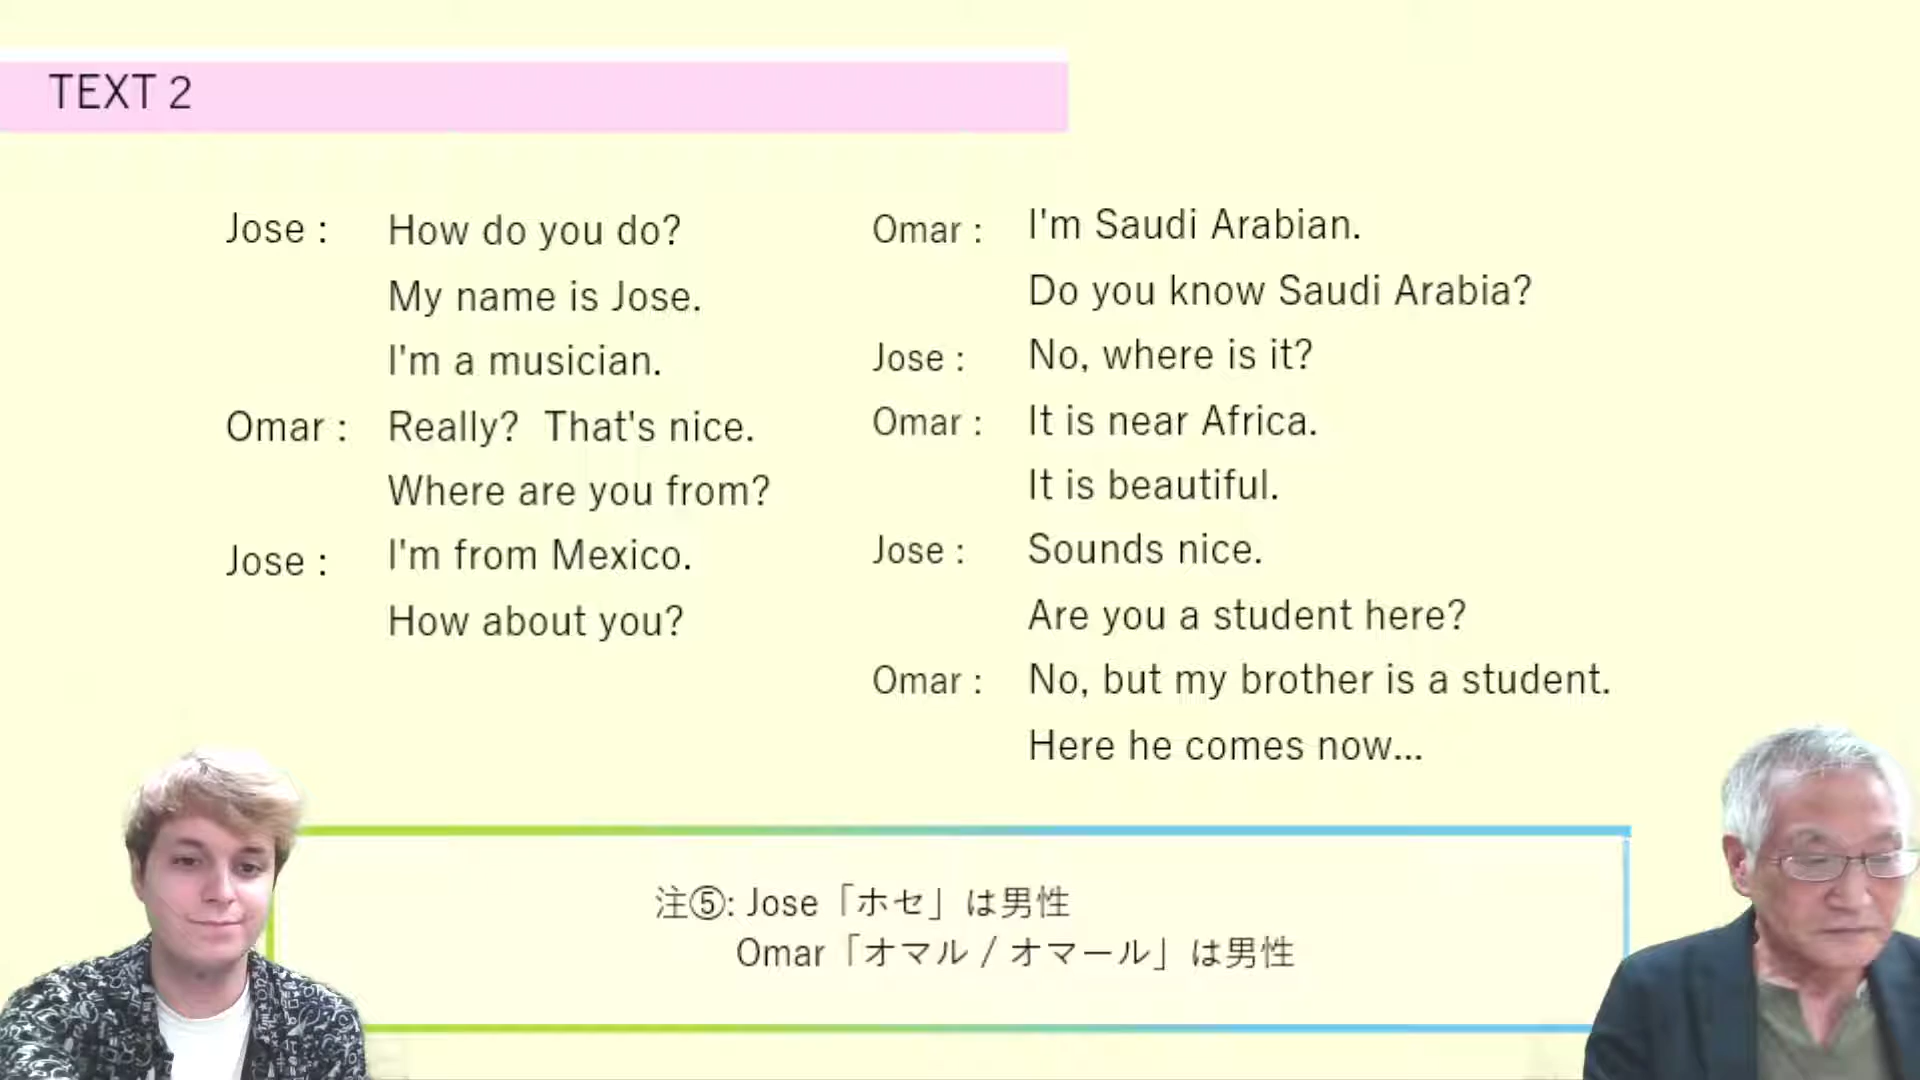 TEXT 2
Jose : How do you do?
My name is Jose.
I'm a musician.
Omar : Really? That's nice.
Where are you from?
Jose : I'm from Mexico.
How about you?
Omar : I'm Saudi Arabian.
Do you know Saudi Arabia?
Jose : No, where is it?
Omar : It is near Africa.
It is beautiful.
Jose : Sounds nice.
Are you a student here?
Omar : No, but my brother is a student.
Here he comes now...
注⑤: Jose「ホセ」は男性
Omar「オマル / オマール」は男性